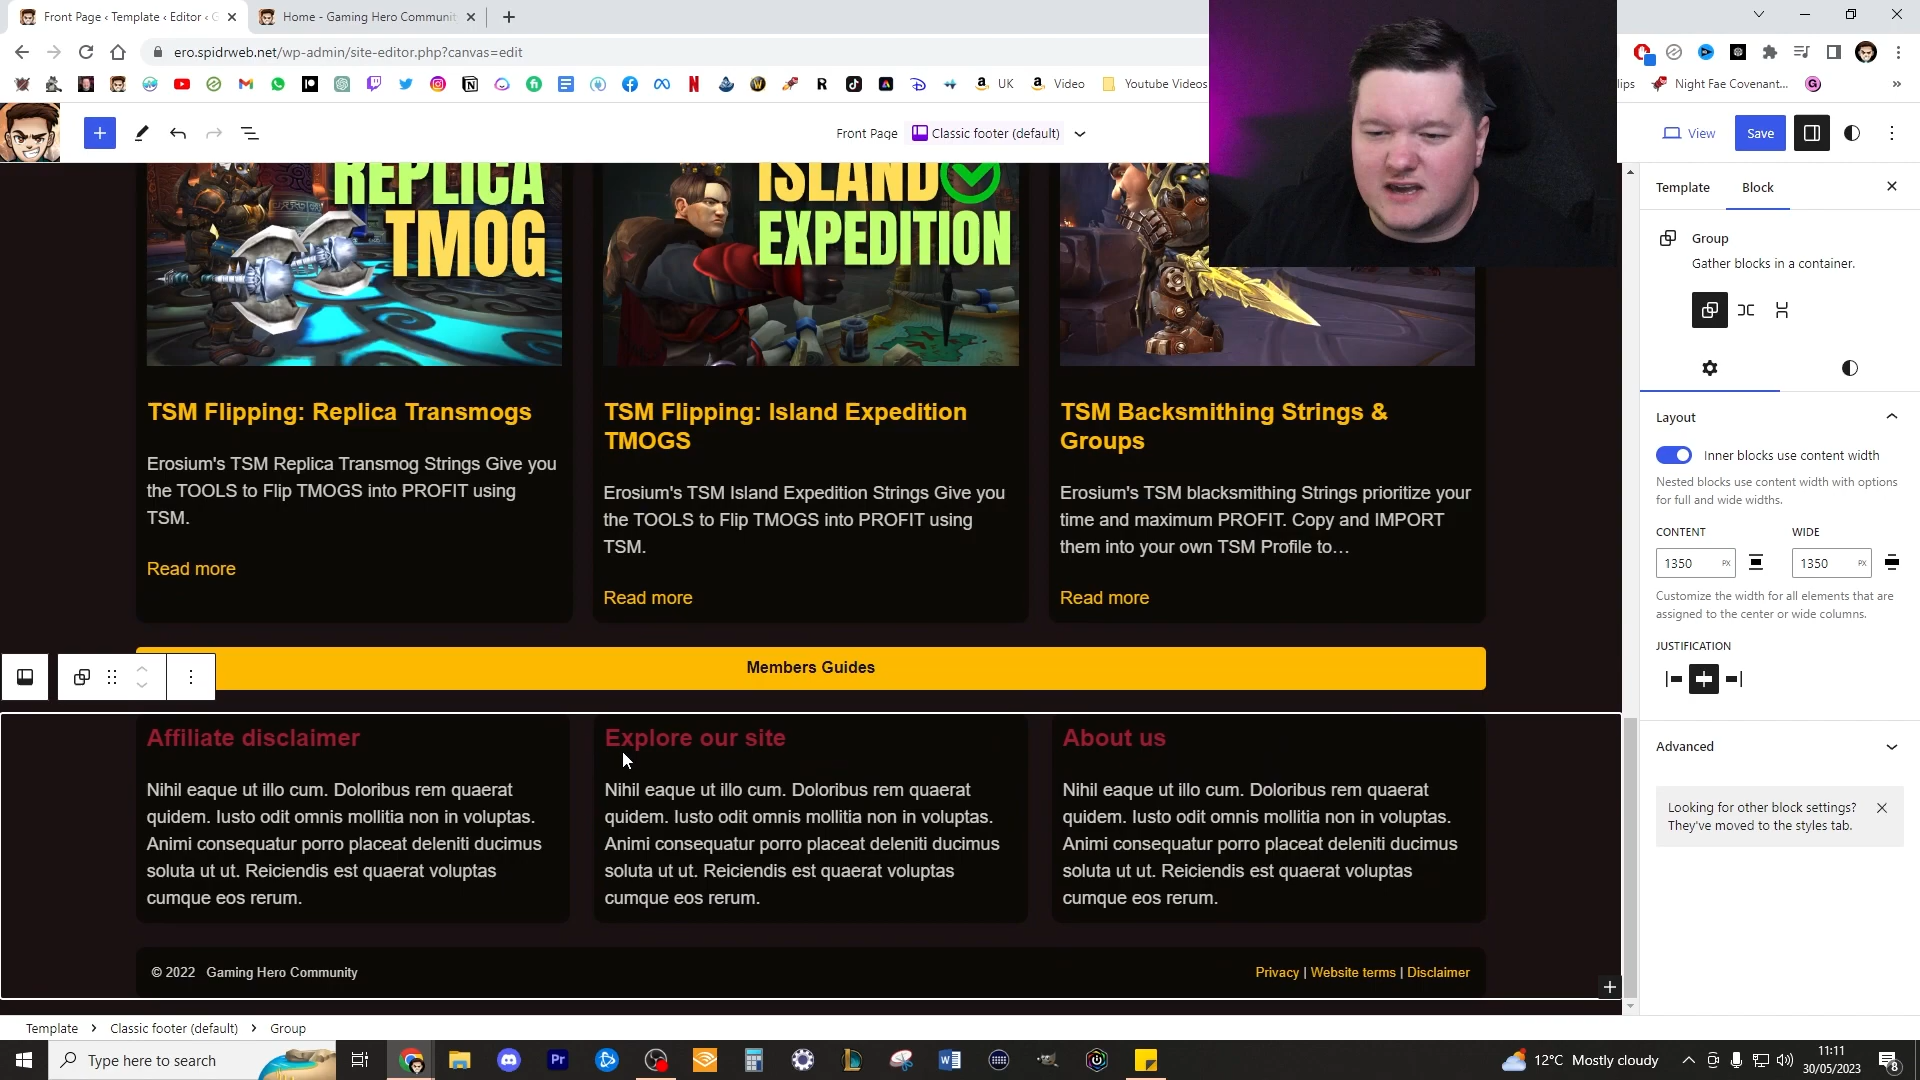 Front Page ‹ Template ‹ Editor ‹ G
Home - Gaming Hero Communit
ero.spidrweb.net/wp-admin/site-editor.php?canvas=edit
UK
Video
Youtube Videos
lips
Night Fae Covenant...
Front Page
Classic footer (default)
View
Save
REPLICA
TMOG
ISLAND
EXPEDITION
Template
Block
Group
Gather blocks in a container.
Layout
Inner blocks use content width
Nested blocks use content width with options
for full and wide widths.
CONTENT
WIDE
1350 PX
1350 PX
Customize the width for all elements that are
assigned to the center or wide columns.
JUSTIFICATION
Advanced
Looking for other block settings?
They've moved to the styles tab.
TSM Flipping: Replica Transmogs
Erosium's TSM Replica Transmog Strings Give you
the TOOLS to Flip TMOGS into PROFIT using
TSM.
Read more
TSM Flipping: Island Expedition
TMOGS
Erosium's TSM Island Expedition Strings Give you
the TOOLS to Flip TMOGS into PROFIT using
TSM.
Read more
TSM Backsmithing Strings &
Groups
Erosium's TSM blacksmithing Strings prioritize your
time and maximum PROFIT. Copy and IMPORT
them into your own TSM Profile to…
Read more
Members Guides
Affiliate disclaimer
Nihil eaque ut illo cum. Doloribus rem quaerat
quidem. Iusto odit omnis mollitia non in voluptas.
Animi consequatur porro placeat deleniti ducimus
soluta ut ut. Reiciendis est quaerat voluptas
cumque eos rerum.
Explore our site
Nihil eaque ut illo cum. Doloribus rem quaerat
quidem. Iusto odit omnis mollitia non in voluptas.
Animi consequatur porro placeat deleniti ducimus
soluta ut ut. Reiciendis est quaerat voluptas
cumque eos rerum.
About us
Nihil eaque ut illo cum. Doloribus rem quaerat
quidem. Iusto odit omnis mollitia non in voluptas.
Animi consequatur porro placeat deleniti ducimus
soluta ut ut. Reiciendis est quaerat voluptas
cumque eos rerum.
© 2022 Gaming Hero Community
Privacy | Website terms | Disclaimer
Template > Classic footer (default) > Group
Type here to search
12°C Mostly cloudy
11:11
30/05/2023
8